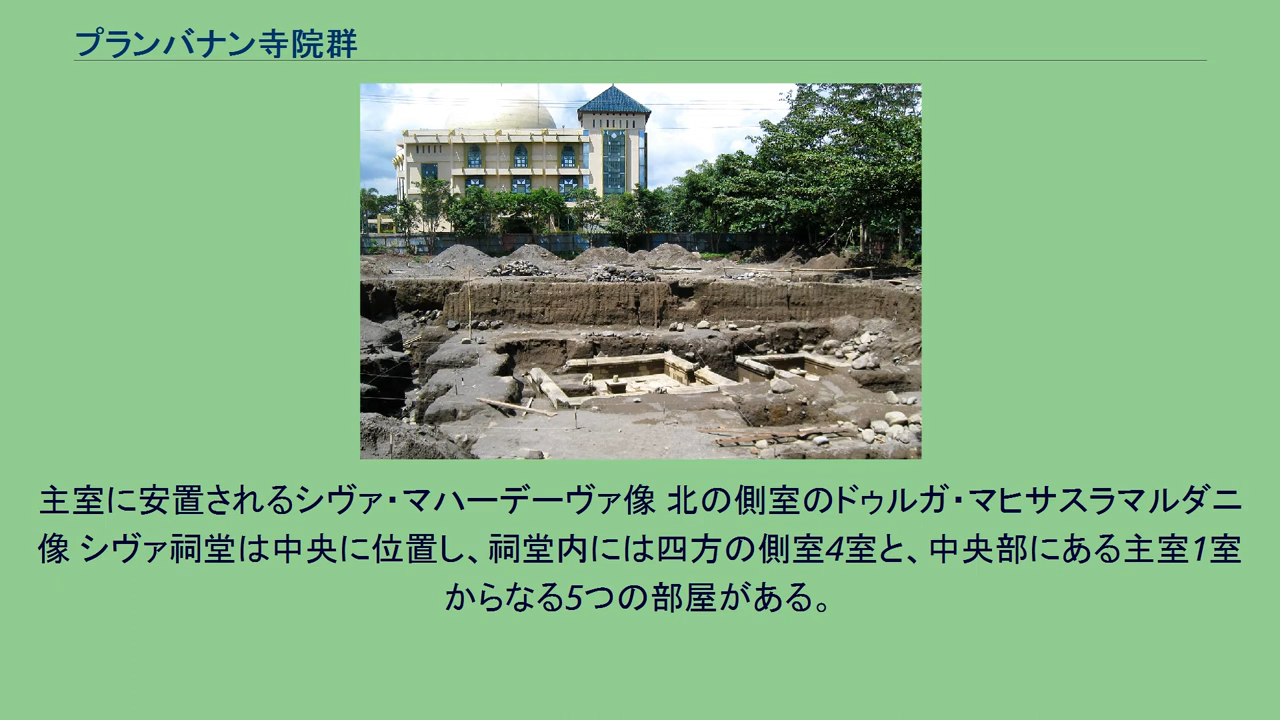 プランバナン寺院群
主室に安置されるシヴァ・マハーデーヴァ像 北の側室のドゥルガ・マヒサスラマルダニ
像 シヴァ祠堂は中央に位置し、祠堂内には四方の側室4室と、中央部にある主室1室
からなる5つの部屋がある。